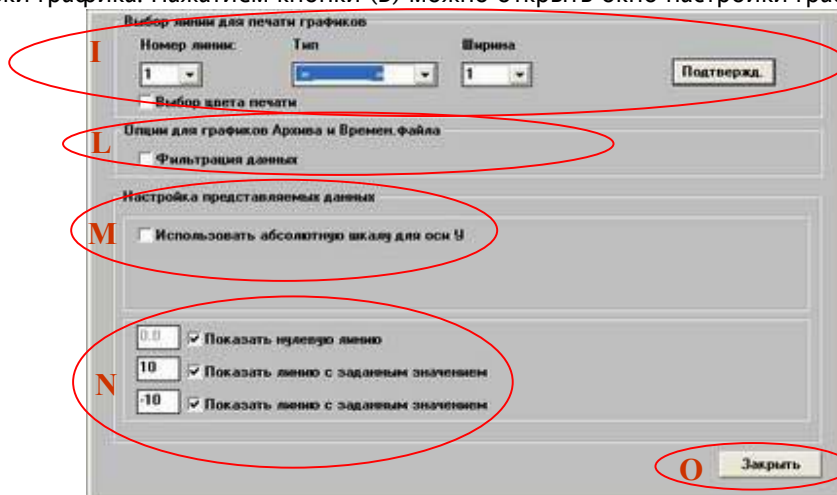 ки графика. Нажатием кнопки (В) можно открыть окно настройки гра
Выбор линии для печати графиков
I
Номер линии: Тип Ширина
1 1 Подтвержд.
Выбор цвета печати
Опции для графиков Архива и Времен.файла
L
Фильтрация данных
Настройка представляемых данных
M Использовать абсолютную шкалу для оси У
0.0 Показать нулевую линию
10 Показать линию с заданным значением
N
-10 Показать линию с заданным значением
O Закрыть